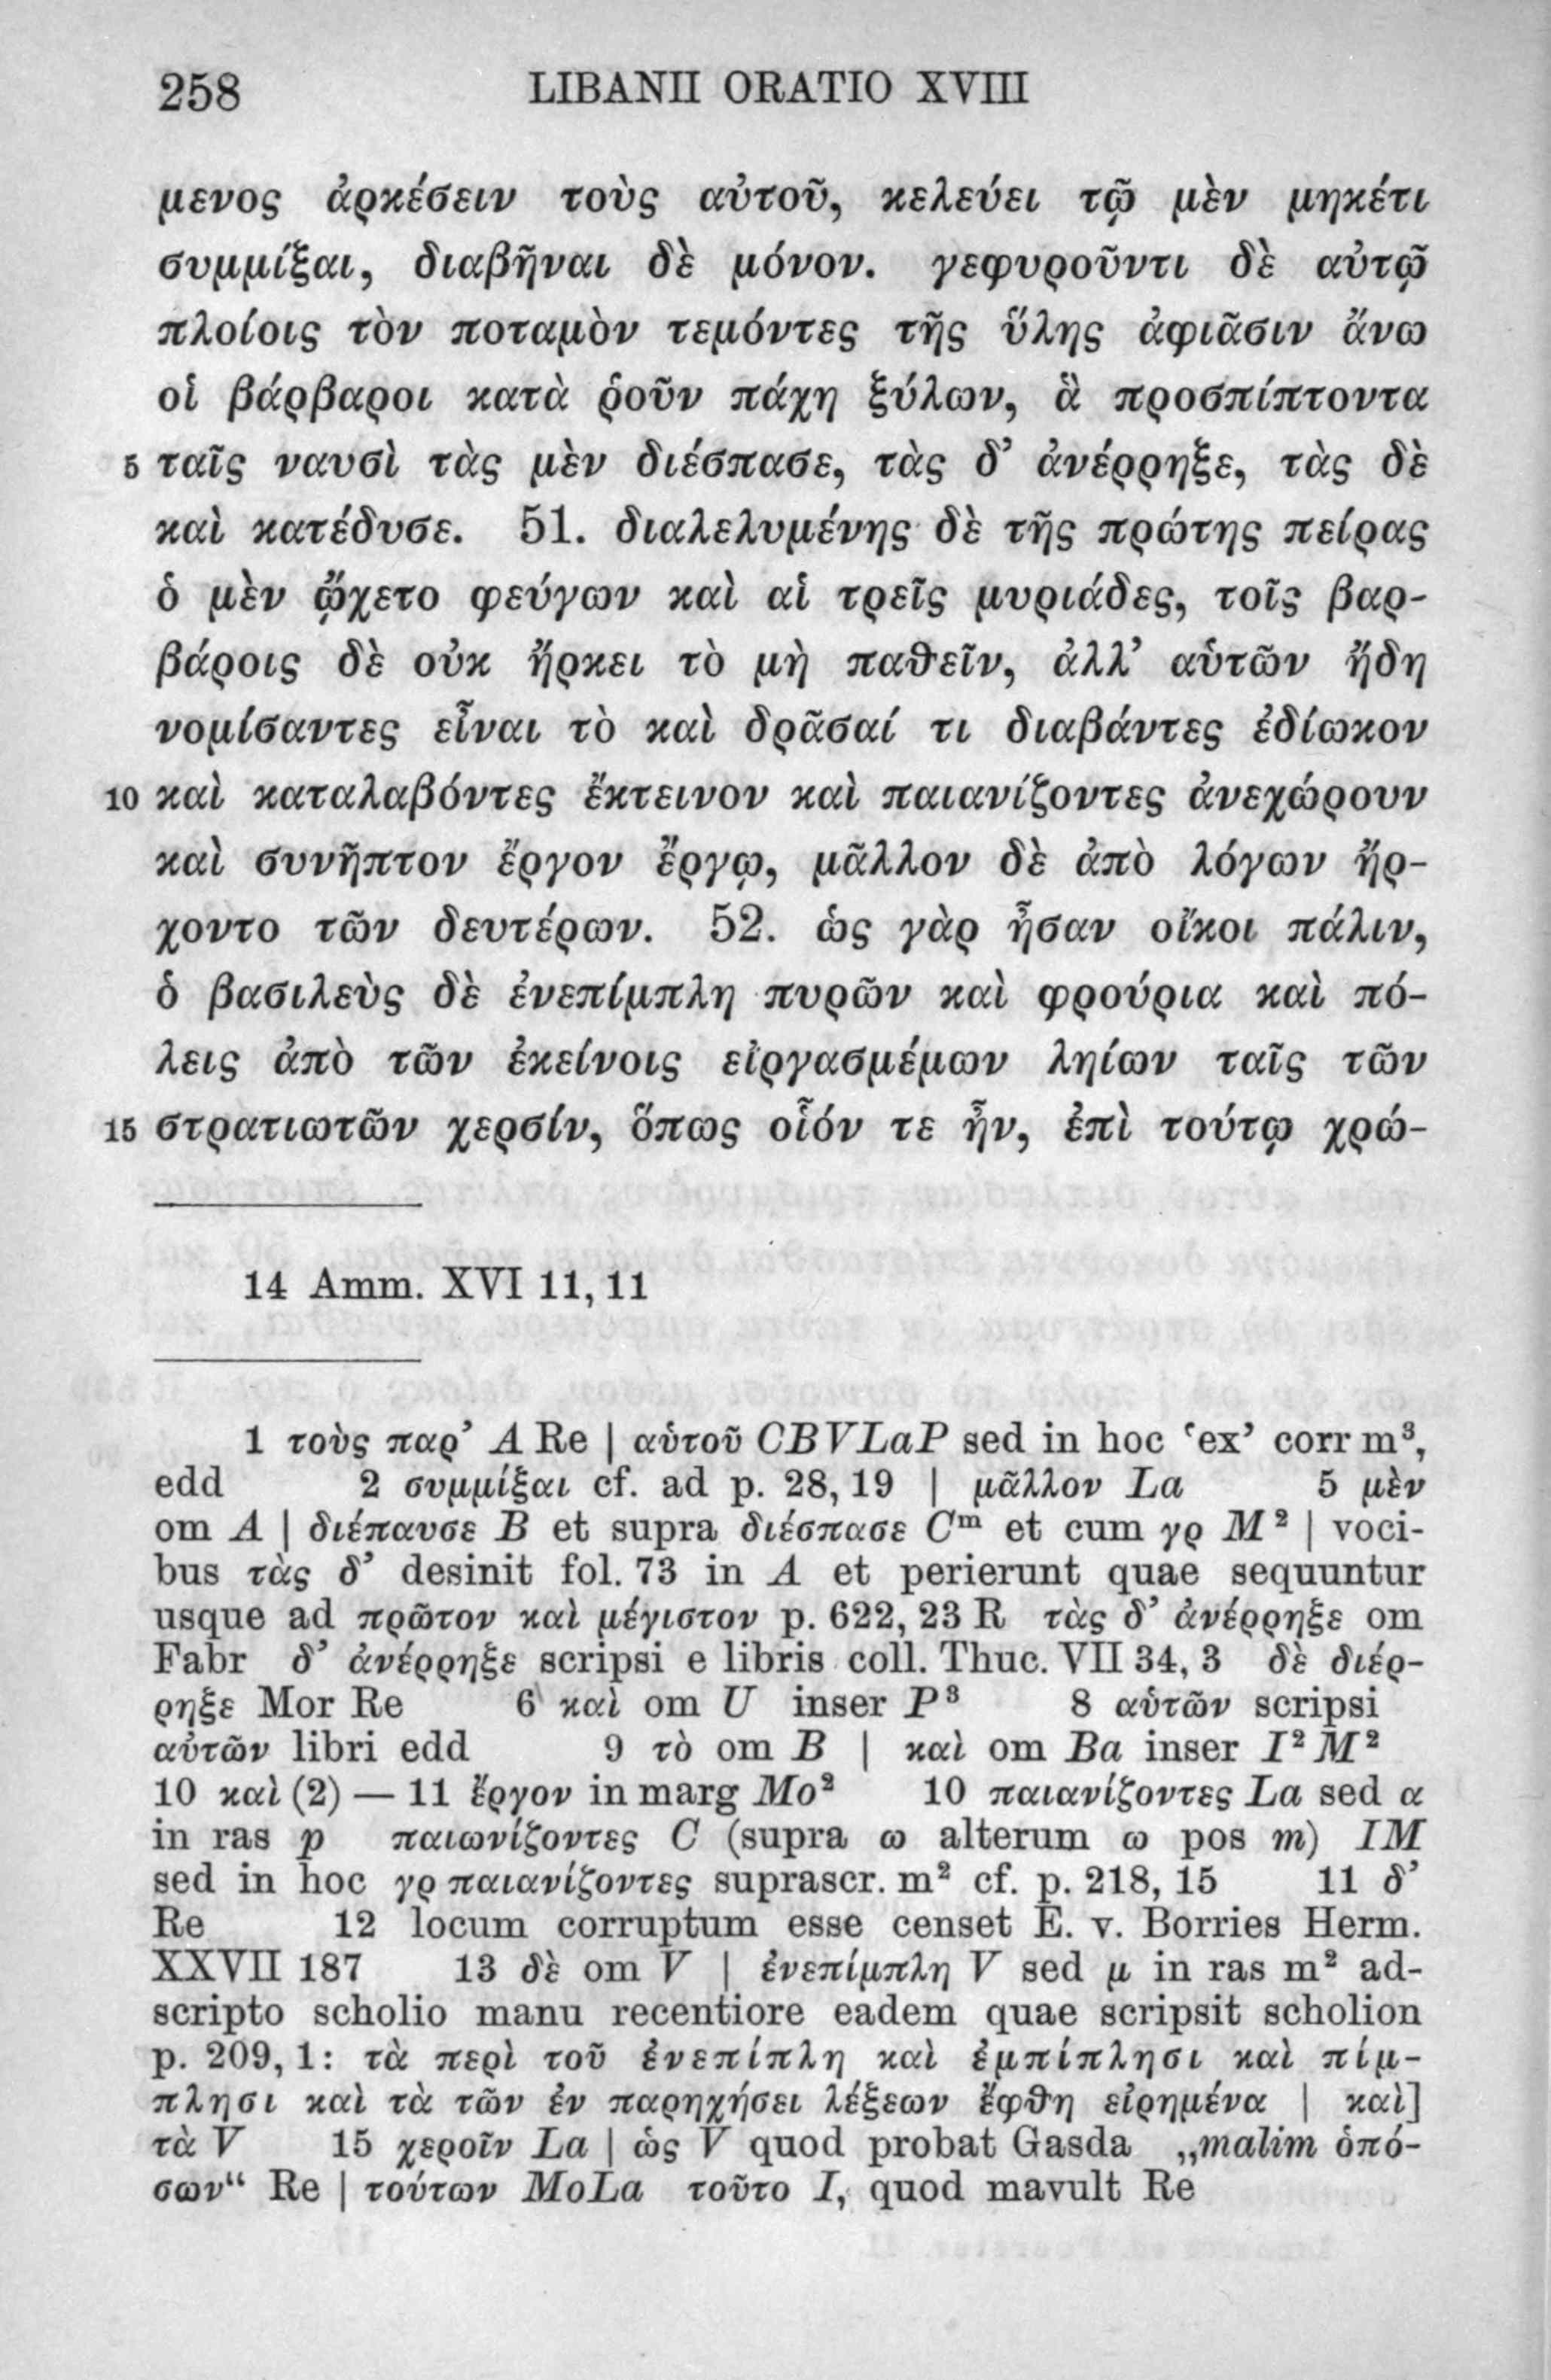 258 LIBANII ORATIO XVIII
μενος ἀρκέσειν τοὺς αὐτοῦ, κελεύει τῷ μὲν μηκέτι
συμμίξαι, διαβῆναι δὲ μόνον. γεφυροῦντι δὲ αὐτῷ
πλοίοις τὸν ποταμὸν τεμόντες τῆς ὕλης ἀφιᾶσιν ἄνω
οἱ βάρβαροι κατὰ ῥοῦν πάχη ξύλων, ἃ προσπίπτοντα
5 ταῖς ναυσὶ τὰς μὲν διέσπασε, τὰς δ’ ἀνέρρηξε, τὰς δὲ
καὶ κατέδυσε. 51. διαλελυμένης δὲ τῆς πρώτης πείρας
ὁ μὲν ᾤχετο φεύγων καὶ αἱ τρεῖς μυριάδες, τοῖς βαρ-
βάροις δὲ οὐκ ἤρκει τὸ μὴ παθεῖν, ἀλλ’ αὑτῶν ἤδη
νομίσαντες εἶναι τὸ καὶ δρᾶσαί τι διαβάντες ἐδίωκον
10 καὶ καταλαβόντες ἔκτεινον καὶ παιανίζοντες ἀνεχώρουν
καὶ συνῆπτον ἔργον ἔργῳ, μᾶλλον δὲ ἀπὸ λόγων ἤρ-
χοντο τῶν δευτέρων. 52. ὡς γὰρ ἦσαν οἴκοι πάλιν,
ὁ βασιλεὺς δὲ ἐνεπίμπλη πυρῶν καὶ φρούρια καὶ πό-
λεις ἀπὸ τῶν ἐκείνοις εἰργασμέμων ληίων ταῖς τῶν
15 στρατιωτῶν χερσίν, ὅπως οἷόν τε ἦν, ἐπὶ τούτῳ χρώ-
14 Amm. XVI 11, 11
1 τοὺς παρ’ A Re | αὑτοῦ CBVLaP sed in hoc ‘ex’ corr m³,
edd 2 συμμίξαι cf. ad p. 28, 19 | μᾶλλον La 5 μὲν
om A | διέπαυσε B et supra διέσπασε Cᵐ et cum γρ M² | voci-
bus τὰς δ’ desinit fol. 73 in A et perierunt quae sequuntur
usque ad πρῶτον καὶ μέγιστον p. 622, 23 R τὰς δ’ ἀνέρρηξε om
Fabr δ’ ἀνέρρηξε scripsi e libris coll. Thuc. VII 34, 3 δὲ διέρ-
ρηξε Mor Re 6 καὶ om U inser P³ 8 αὑτῶν scripsi
αὐτῶν libri edd 9 τὸ om B | καὶ om Ba inser I² M²
10 καὶ (2) — 11 ἔργον in marg Mo² 10 παιανίζοντες La sed α
in ras p παιωνίζοντες C (supra ω alterum ω pos m) IM
sed in hoc γρ παιανίζοντες suprascr. m² cf. p. 218, 15 11 δ’
Re 12 locum corruptum esse censet E. v. Borries Herm.
XXVII 187 13 δὲ om V | ἐνεπίμπλη V sed μ in ras m² ad-
scripto scholio manu recentiore eadem quae scripsit scholion
p. 209, 1: τὰ περὶ τοῦ ἐνεπίπλη καὶ ἐμπίπλησι καὶ πίμ-
πλησι καὶ τὰ τῶν ἐν παρηχήσει λέξεων ἔφθη εἰρημένα | καὶ]
τὰ V 15 χεροῖν La | ὡς V quod probat Gasda „malim ὁπό-
σων“ Re | τούτων MoLa τοῦτο I, quod mavult Re